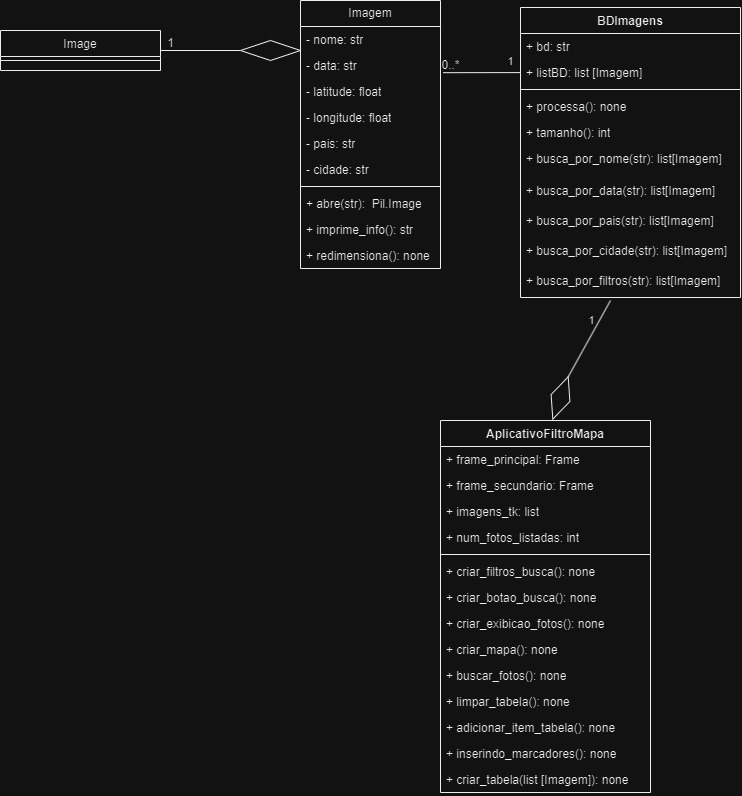 Image
1
Imagem
- nome: str
- data: str
- latitude: float
- longitude: float
- pais: str
- cidade: str
+ abre(str):  Pil.Image
+ imprime_info(): str
+ redimensiona(): none
0..*
1
BDImagens
+ bd: str
+ listBD: list [Imagem]
+ processa(): none
+ tamanho(): int
+ busca_por_nome(str): list[Imagem]
+ busca_por_data(str): list[Imagem]
+ busca_por_pais(str): list[Imagem]
+ busca_por_cidade(str): list[Imagem]
+ busca_por_filtros(str): list[Imagem]
1
AplicativoFiltroMapa
+ frame_principal: Frame
+ frame_secundario: Frame
+ imagens_tk: list
+ num_fotos_listadas: int
+ criar_filtros_busca(): none
+ criar_botao_busca(): none
+ criar_exibicao_fotos(): none
+ criar_mapa(): none
+ buscar_fotos(): none
+ limpar_tabela(): none
+ adicionar_item_tabela(): none
+ inserindo_marcadores(): none
+ criar_tabela(list [Imagem]): none